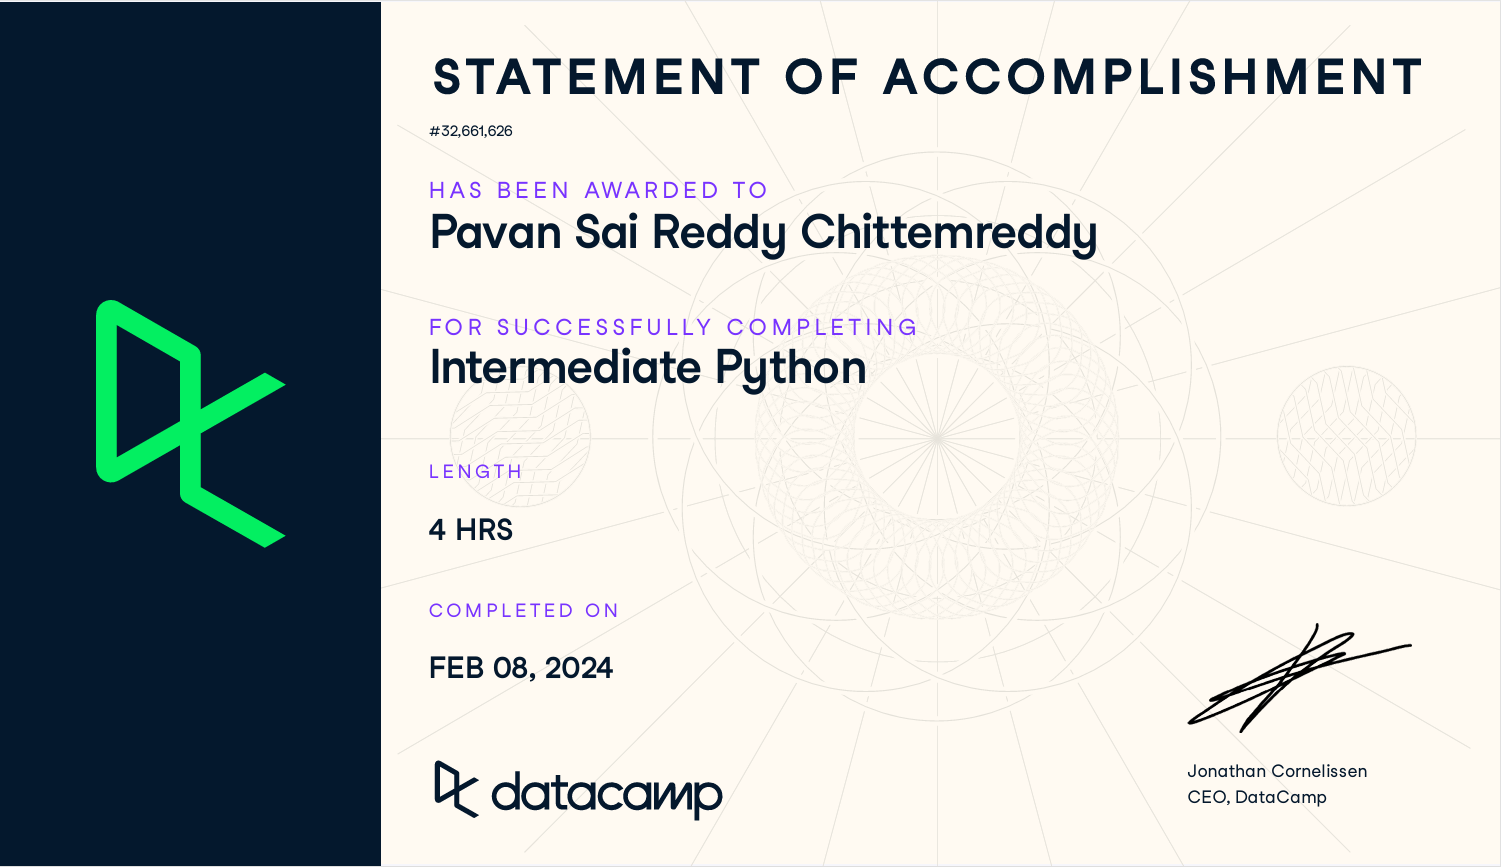 STATEMENT OF ACCOMPLISHMENT
#32,661,626
HAS BEEN AWARDED TO
Pavan Sai Reddy Chittemreddy
FOR SUCCESSFULLY COMPLETING
Intermediate Python
LENGTH
4 HRS
COMPLETED ON
FEB 08, 2024
datacamp
Jonathan Cornelissen
CEO, DataCamp